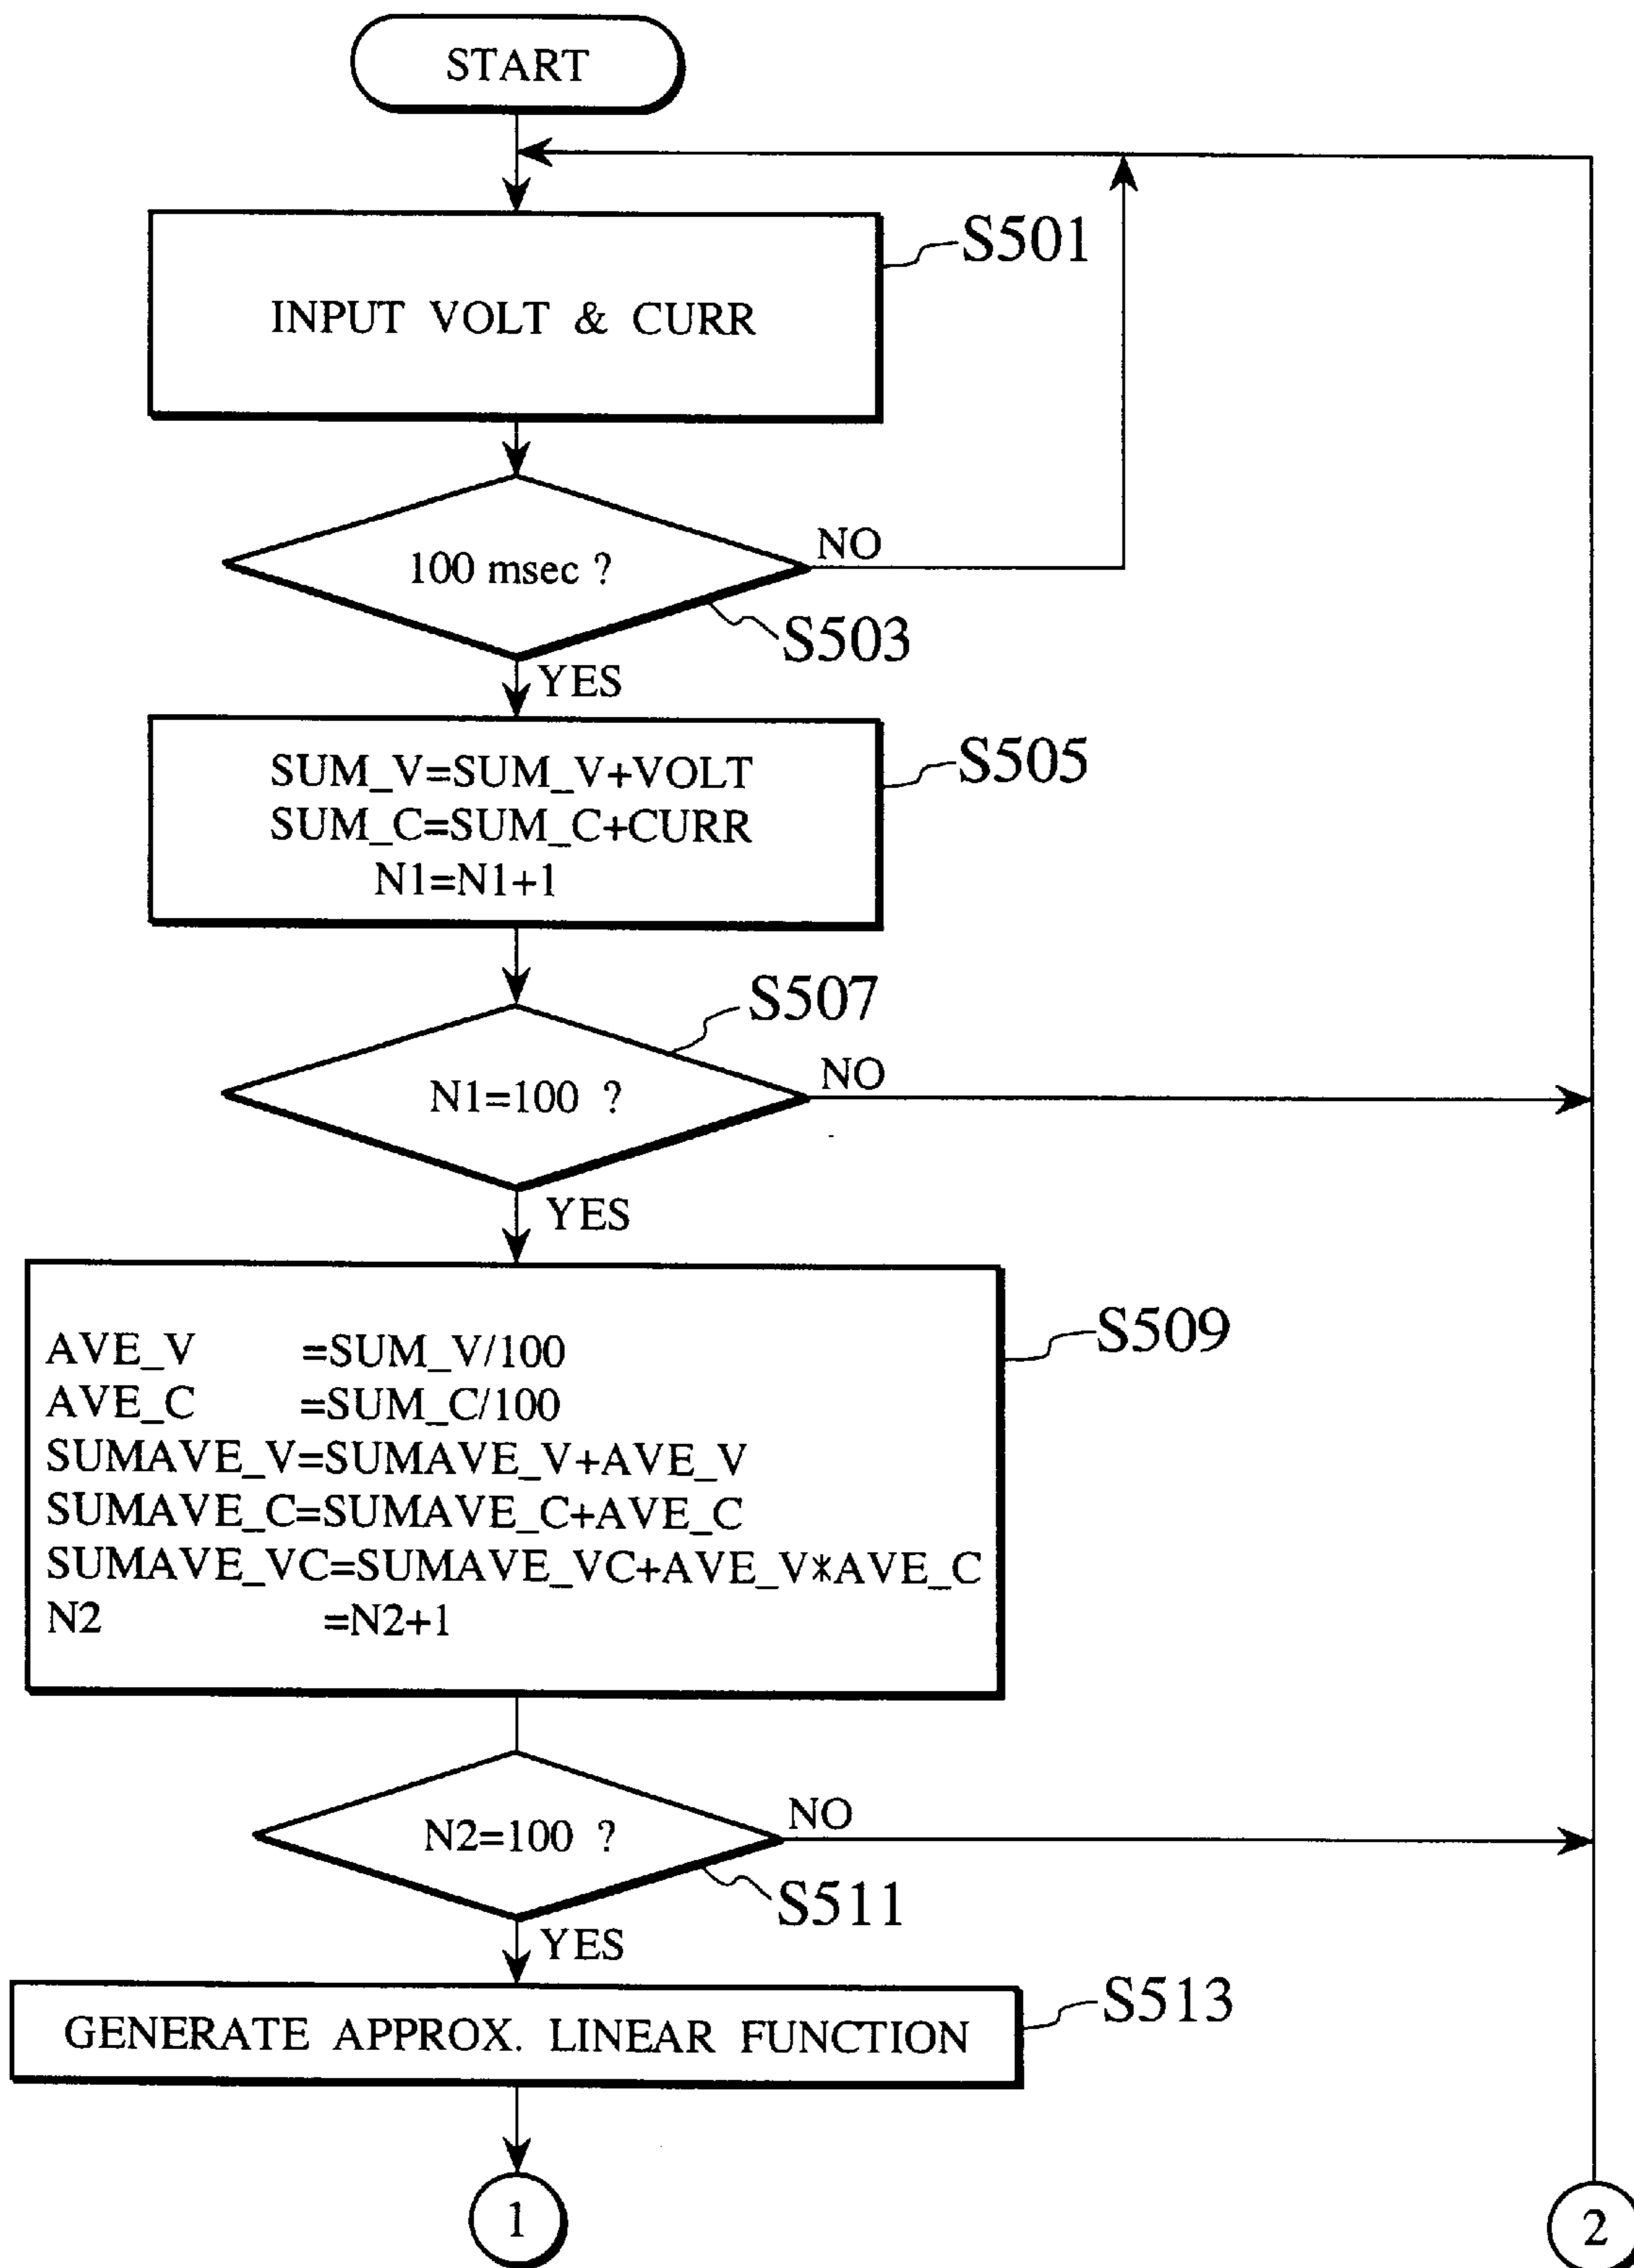 START
S501
INPUT VOLT & CURR
NO
100 msec ?
S503
YES
S505
SUM_V=SUM_V+VOLT
SUM_C=SUM_C+CURR
N1=N1+1
S507
NO
N1=100 ?
YES
S509
AVE_V =SUM_V/100
AVE_C =SUM_C/100
SUMAVE_V=SUMAVE_V+AVE_V
SUMAVE_C=SUMAVE_C+AVE_C
SUMAVE_VC=SUMAVE_VC+AVE_V*AVE_C
N2 =N2+1
NO
N2=100 ?
S511
YES
S513
GENERATE APPROX. LINEAR FUNCTION
1
2